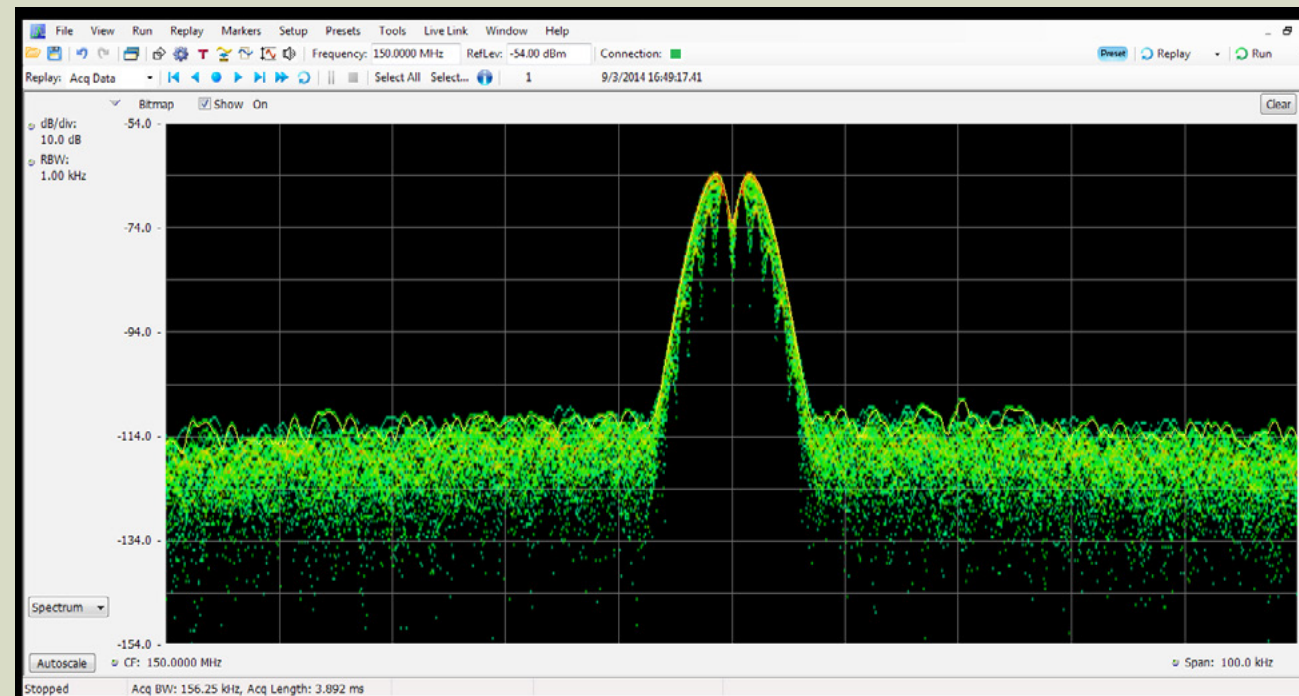 File View Run Replay Markers Setup Presets Tools Live Link Window Help
Frequency: 150.0000 MHz RefLev: -54.00 dBm Connection: Preset Replay Run
Replay: Acq Data Select All Select... 1 9/3/2014 16:49:17.41
Bitmap Show On Clear
dB/div:
10.0 dB
RBW:
1.00 kHz
-54.0
-74.0
-94.0
-114.0
-134.0
Spectrum
-154.0
Autoscale CF: 150.0000 MHz Span: 100.0 kHz
Stopped Acq BW: 156.25 kHz, Acq Length: 3.892 ms